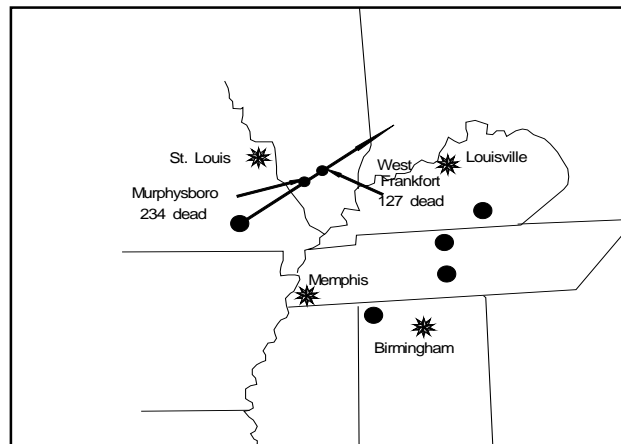 St. Louis
West
Frankfort
127 dead
Louisville
Murphysboro
234 dead
Memphis
Birmingham